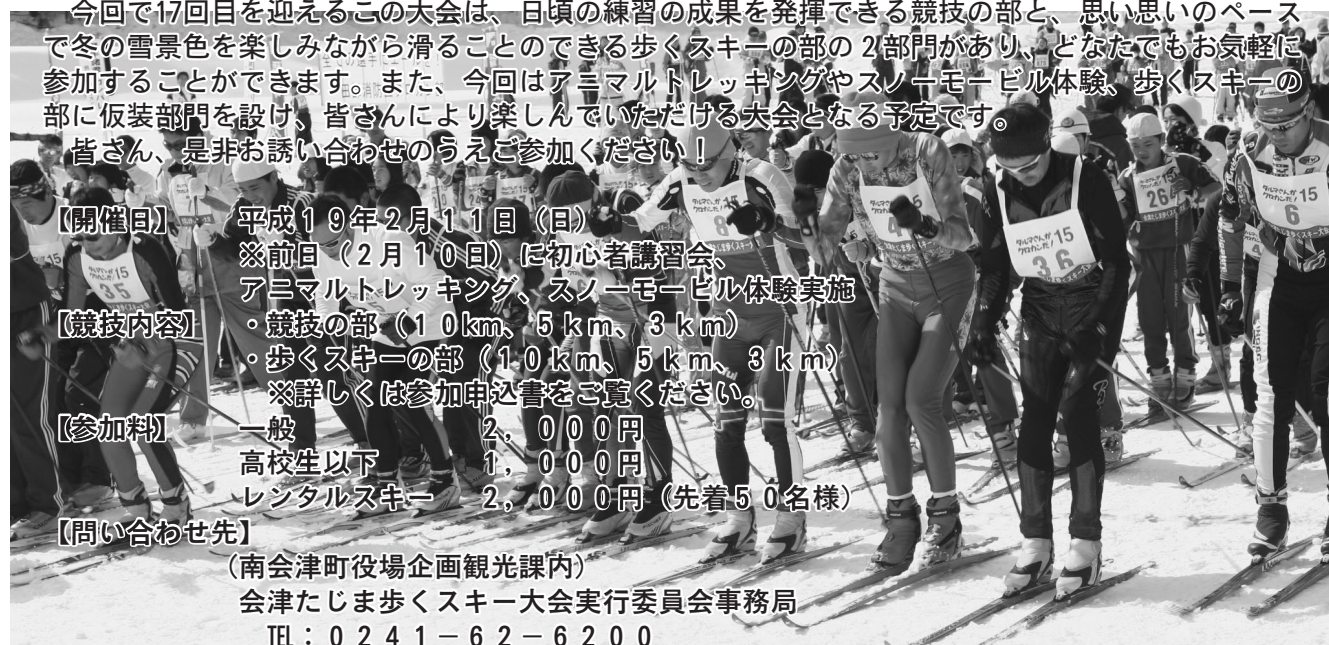 今回で17回目を迎えるこの大会は、日頃の練習の成果を発揮できる競技の部と、思い思いのペース
で冬の雪景色を楽しみながら滑ることのできる歩くスキーの部の2部門があり、どなたでもお気軽に
参加することができます。また、今回はアニマルトレッキングやスノーモービル体験、歩くスキーの
部に仮装部門を設け、皆さんにより楽しんでいただける大会となる予定です。
皆さん、是非お誘い合わせのうえご参加ください！
【開催日】 平成１９年２月１１日（日）
※前日（２月１０日）に初心者講習会、
アニマルトレッキング、スノーモービル体験実施
【競技内容】 ・競技の部（１０km、５ｋｍ、３ｋｍ）
・歩くスキーの部（１０ｋｍ、５ｋｍ、３ｋｍ）
※詳しくは参加申込書をご覧ください。
【参加料】 一般 ２，０００円
高校生以下 １，０００円
レンタルスキー ２，０００円（先着５０名様）
【問い合わせ先】
（南会津町役場企画観光課内）
会津たじま歩くスキー大会実行委員会事務局
℡：０２４１－６２－６２００
15
35
ダルマさんが 15
クロカンだ！
36
26
15
6